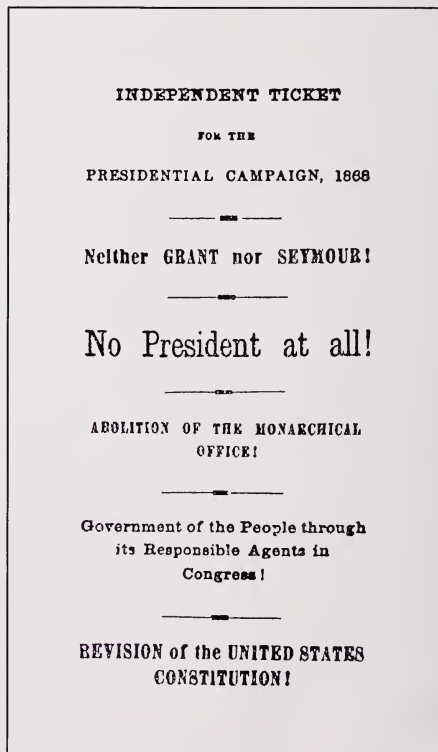 INDEPENDENT TICKET
FOR THE
PRESIDENTIAL CAMPAIGN, 1868
Neither GRANT nor SEYMOUR!
No President at all!
ABOLITION OF THE MONARCHICAL
OFFICE!
Government of the People through
its Responsible Agents in
Congress!
REVISION of the UNITED STATES
CONSTITUTION!